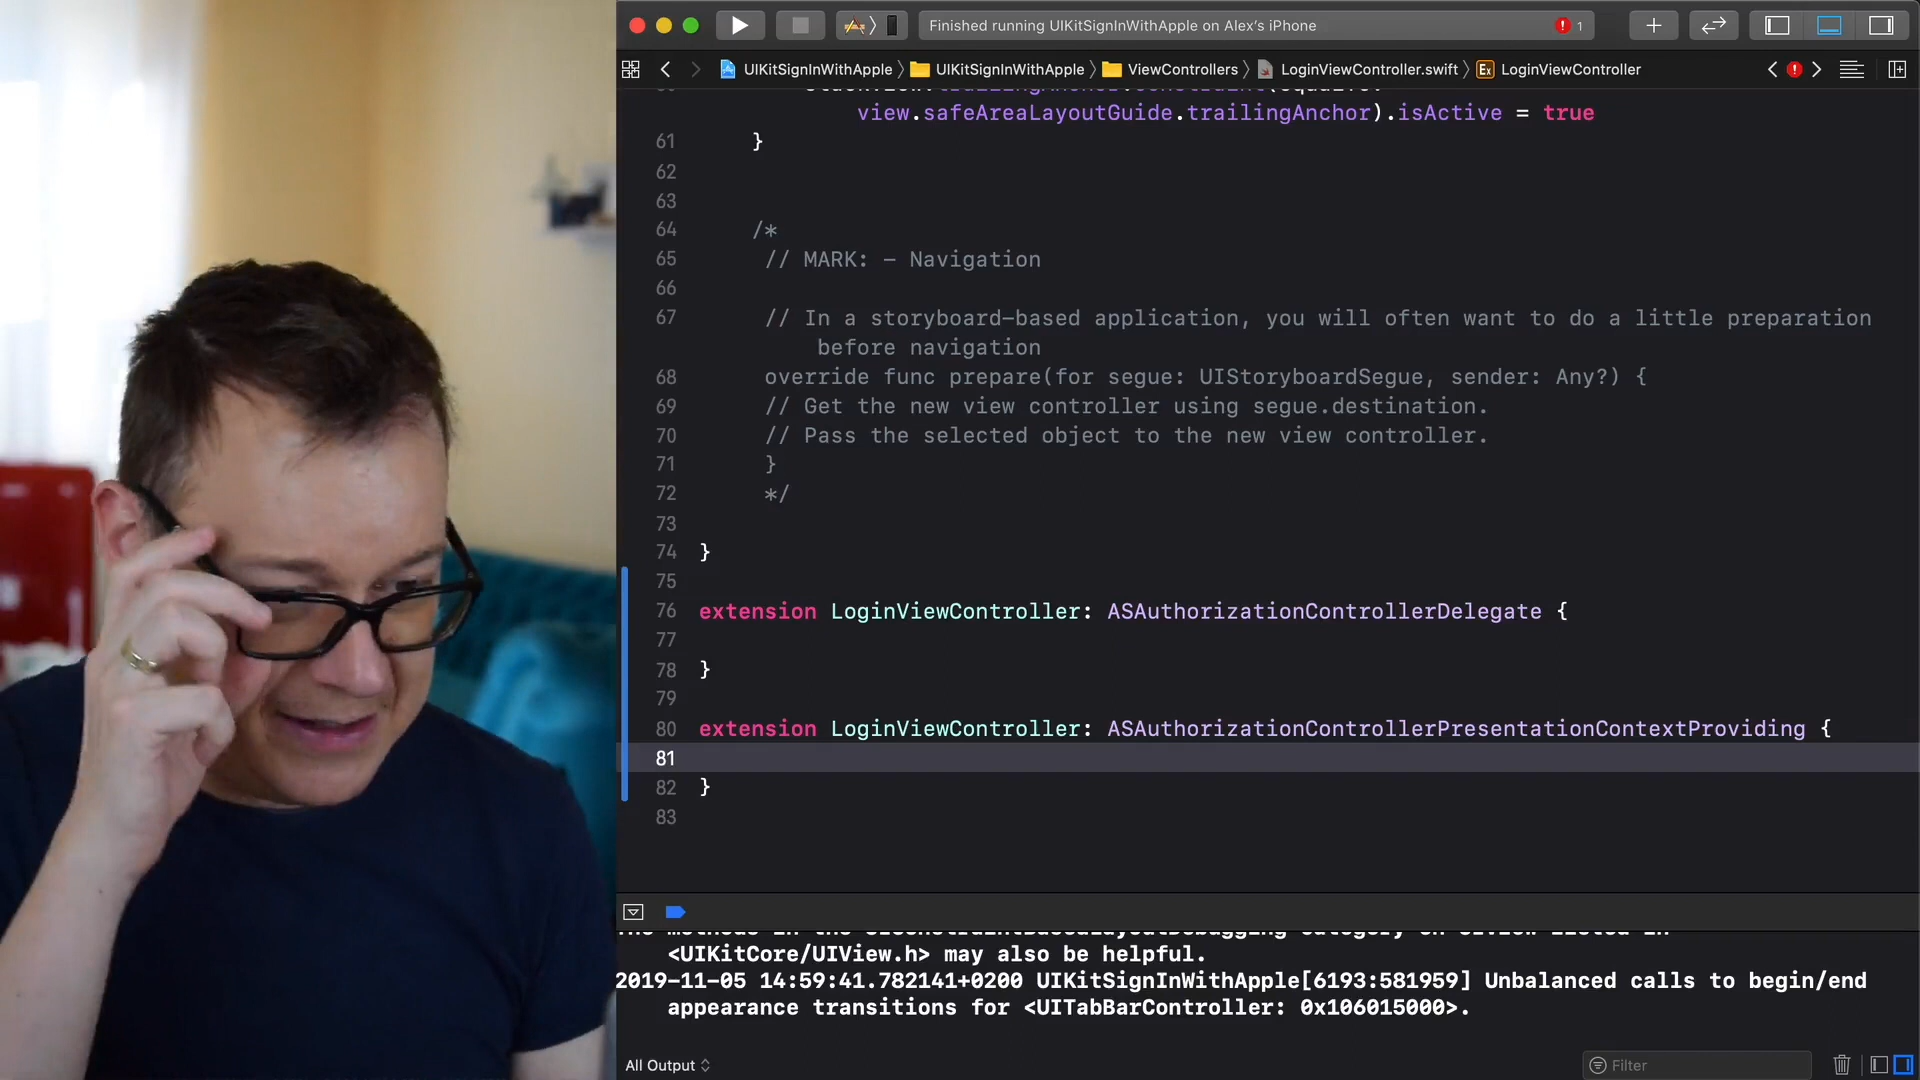 Finished running UIKitSignInWithApple on Alex's iPhone
1
UIKitSignInWithApple
UIKitSignInWithApple
ViewControllers
LoginViewController.swift
Ex LoginViewController
view.safeAreaLayoutGuide.trailingAnchor).isActive = true
61 }
62
63
64 /*
65 // MARK: - Navigation
66
67 // In a storyboard-based application, you will often want to do a little preparation
before navigation
68 override func prepare(for segue: UIStoryboardSegue, sender: Any?) {
69 // Get the new view controller using segue.destination.
70 // Pass the selected object to the new view controller.
71 }
72 */
73
74 }
75
76 extension LoginViewController: ASAuthorizationControllerDelegate {
77
78 }
79
80 extension LoginViewController: ASAuthorizationControllerPresentationContextProviding {
81
82 }
83
<UIKitCore/UIView.h> may also be helpful.
2019-11-05 14:59:41.782141+0200 UIKitSignInWithApple[6193:581959] Unbalanced calls to begin/end
appearance transitions for <UITabBarController: 0x106015000>.
All Output
Filter